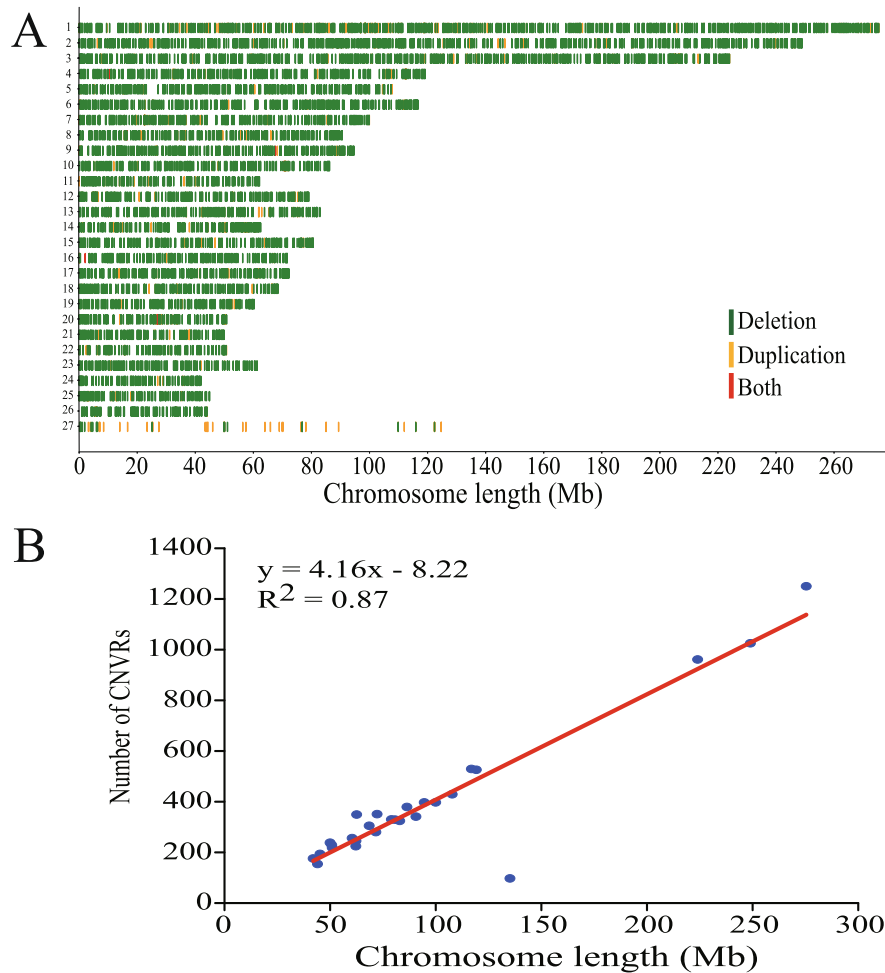 A
1
2
3
4
5
6
7
8
9
10
11
12
13
14
15
16
17
18
19
20
21
22
23
24
25
26
27
Deletion
Duplication
Both
0 20 40 60 80 100 120 140 160 180 200 220 240 260
Chromosome length (Mb)
B
y = 4.16x - 8.22
R2 = 0.87
Number of CNVRs
1400
1200
1000
800
600
400
200
0
0 50 100 150 200 250 300
Chromosome length (Mb)